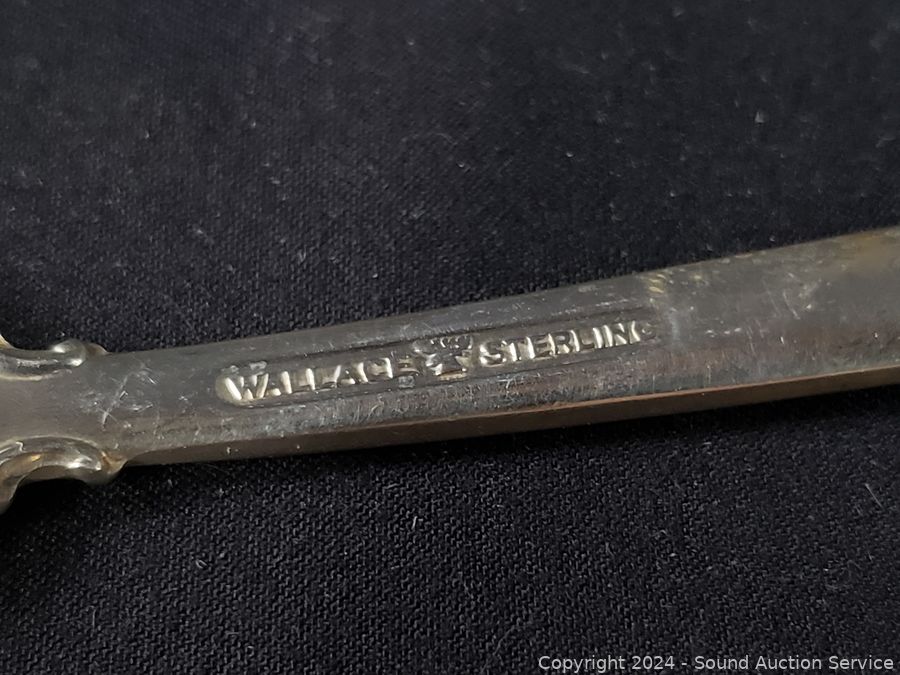 WALLACE STERLING
Copyright 2024 - Sound Auction Service